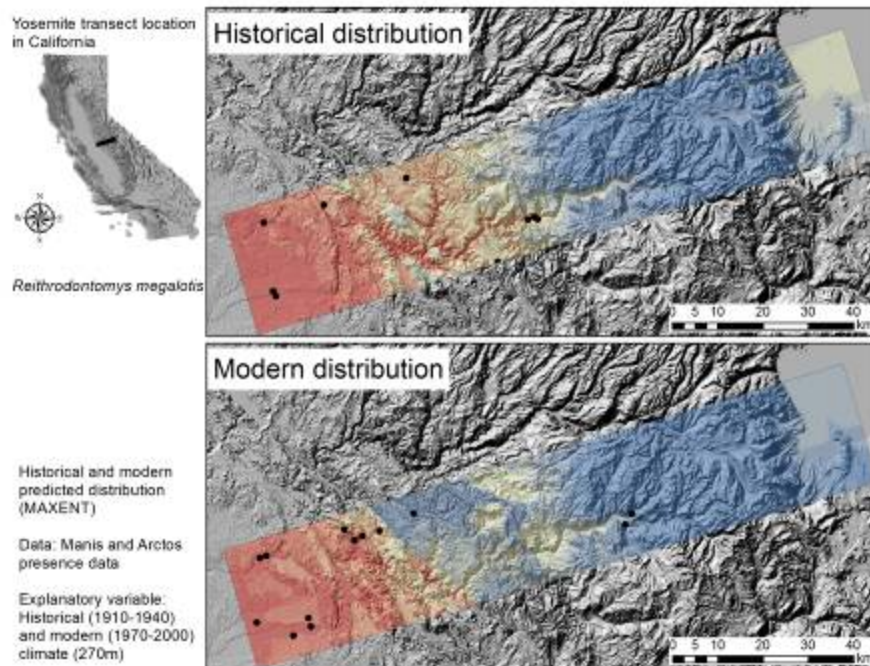 Yosemite transect location
in California
N
S
Reithrodontomys megalotis
Historical distribution
0 5 10 20 30 40
km
Modern distribution
Historical and modern
predicted distribution
(MAXENT)
Data: Manis and Arctos
presence data
Explanatory variable:
Historical (1910-1940)
and modern (1970-2000)
climate (270m)
0 5 10 20 30 40
km